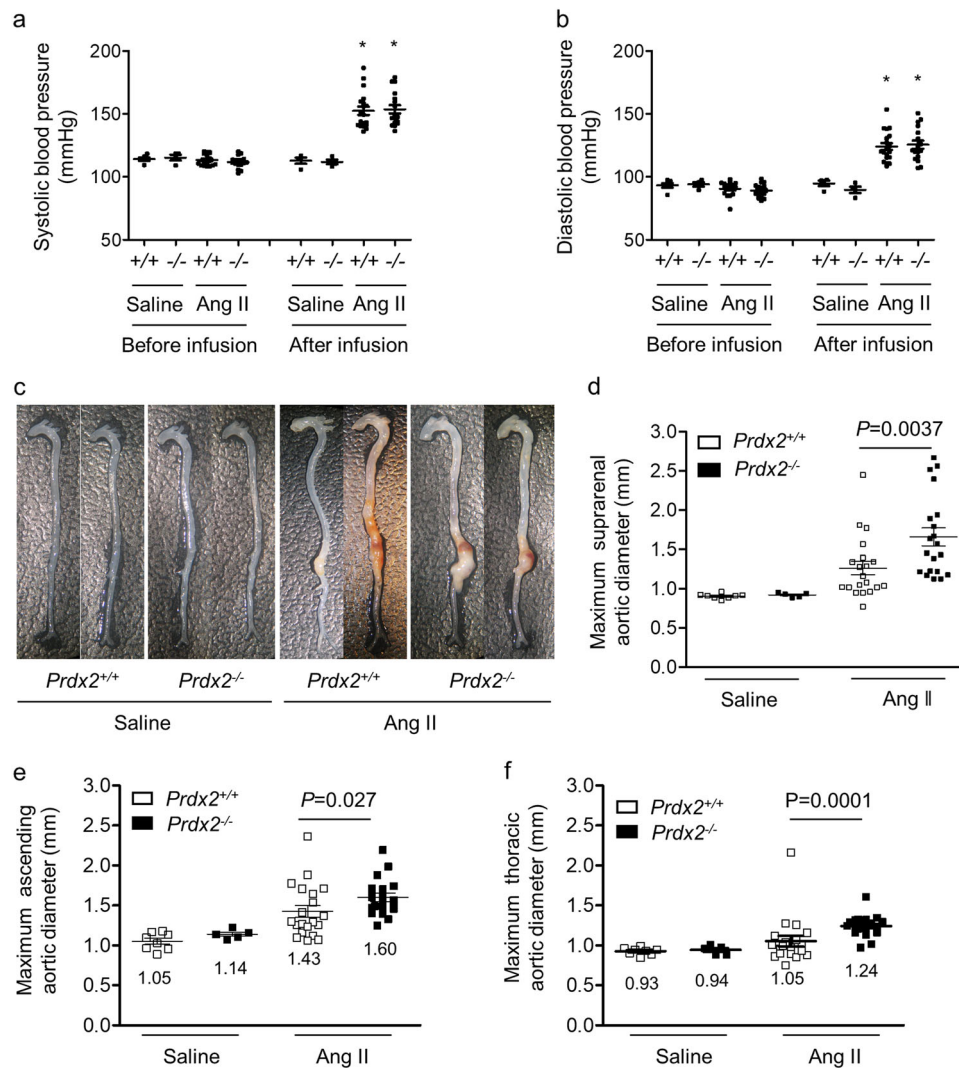 a
Systolic blood pressure
(mmHg)
200
150
100
50
* *
+/+ -/- +/+ -/- +/+ -/- +/+ -/-
Saline Ang II Saline Ang II
Before infusion After infusion
b
Diastolic blood pressure
(mmHg)
200
150
100
50
* *
+/+ -/- +/+ -/- +/+ -/- +/+ -/-
Saline Ang II Saline Ang II
Before infusion After infusion
c
Prdx2+/+ Prdx2-/- Prdx2+/+ Prdx2-/-
Saline Ang II
d
Maximum suprarenal
aortic diameter (mm)
3.0
2.5
2.0
1.5
1.0
0.0
Prdx2+/+
Prdx2-/-
P=0.0037
Saline Ang II
e
Maximum ascending
aortic diameter (mm)
3.0
2.5
2.0
1.5
1.0
0.5
0.0
Prdx2+/+
Prdx2-/-
P=0.027
1.05 1.14 1.43 1.60
Saline Ang II
f
Maximum thoracic
aortic diameter (mm)
3.0
2.5
2.0
1.5
1.0
0.5
0.0
Prdx2+/+
Prdx2-/-
P=0.0001
0.93 0.94 1.05 1.24
Saline Ang II